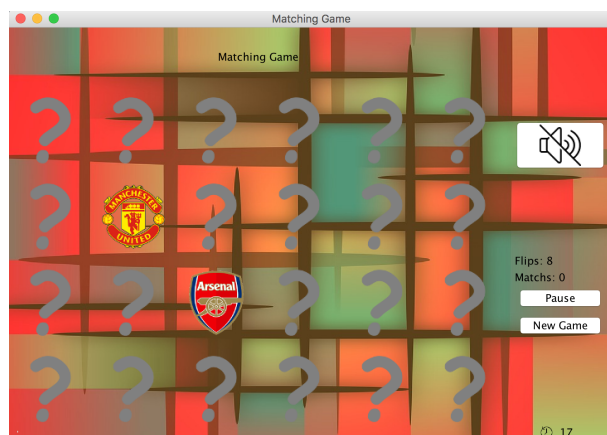 Matching Game
Matching Game
? ? ? ? ? ?
MANCHESTER
? ? ? ? ?
UNITED
Flips: 8
Matchs: 0
Arsenal
? ? ? ? ?
Pause
New Game
? ? ? ? ? ?
17